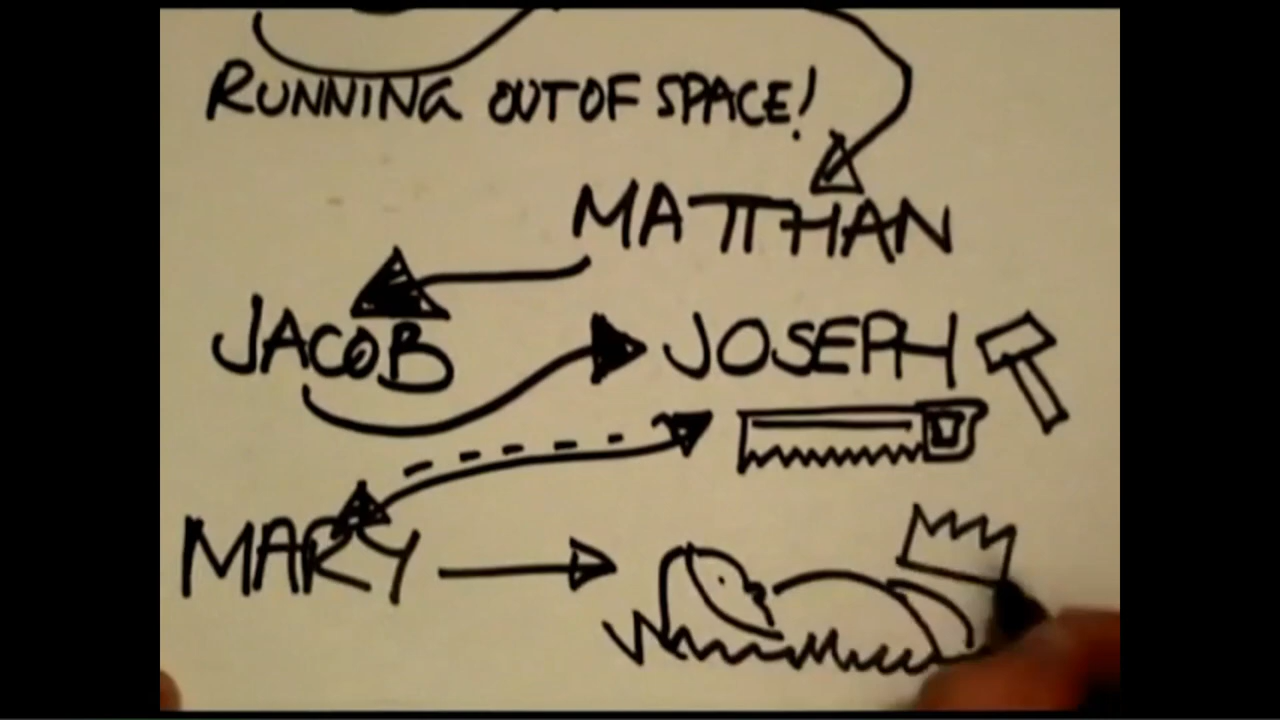 RUNNING OUT OF SPACE!
MATTHAN
JACOB
JOSEPH
MARY